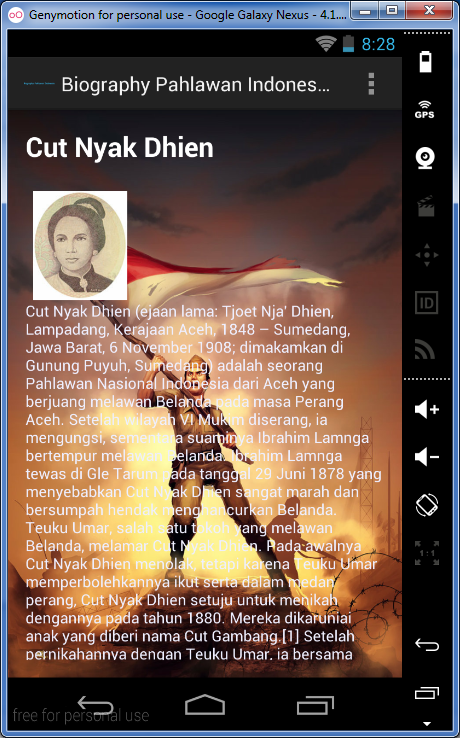 Genymotion for personal use - Google Galaxy Nexus - 4.1....
8:28
Biography Pahlawan Indones...
GPS
Cut Nyak Dhien
ID
Cut Nyak Dhien (ejaan lama: Tjoet Nja' Dhien,
Lampadang, Kerajaan Aceh, 1848 – Sumedang,
Jawa Barat, 6 November 1908; dimakamkan di
Gunung Puyuh, Sumedang) adalah seorang
Pahlawan Nasional Indonesia dari Aceh yang
berjuang melawan Belanda pada masa Perang
Aceh. Setelah wilayah VI Mukim diserang, ia
mengungsi, sementara suaminya Ibrahim Lamnga
bertempur melawan Belanda. Ibrahim Lamnga
tewas di Gle Tarum pada tanggal 29 Juni 1878 yang
menyebabkan Cut Nyak Dhien sangat marah dan
bersumpah hendak menghancurkan Belanda.
Teuku Umar, salah satu tokoh yang melawan
Belanda, melamar Cut Nyak Dhien. Pada awalnya
Cut Nyak Dhien menolak, tetapi karena Teuku Umar
memperbolehkannya ikut serta dalam medan
perang, Cut Nyak Dhien setuju untuk menikah
dengannya pada tahun 1880. Mereka dikaruniai
anak yang diberi nama Cut Gambang.[1] Setelah
pernikahannya dengan Teuku Umar, ia bersama
1:1
free for personal use